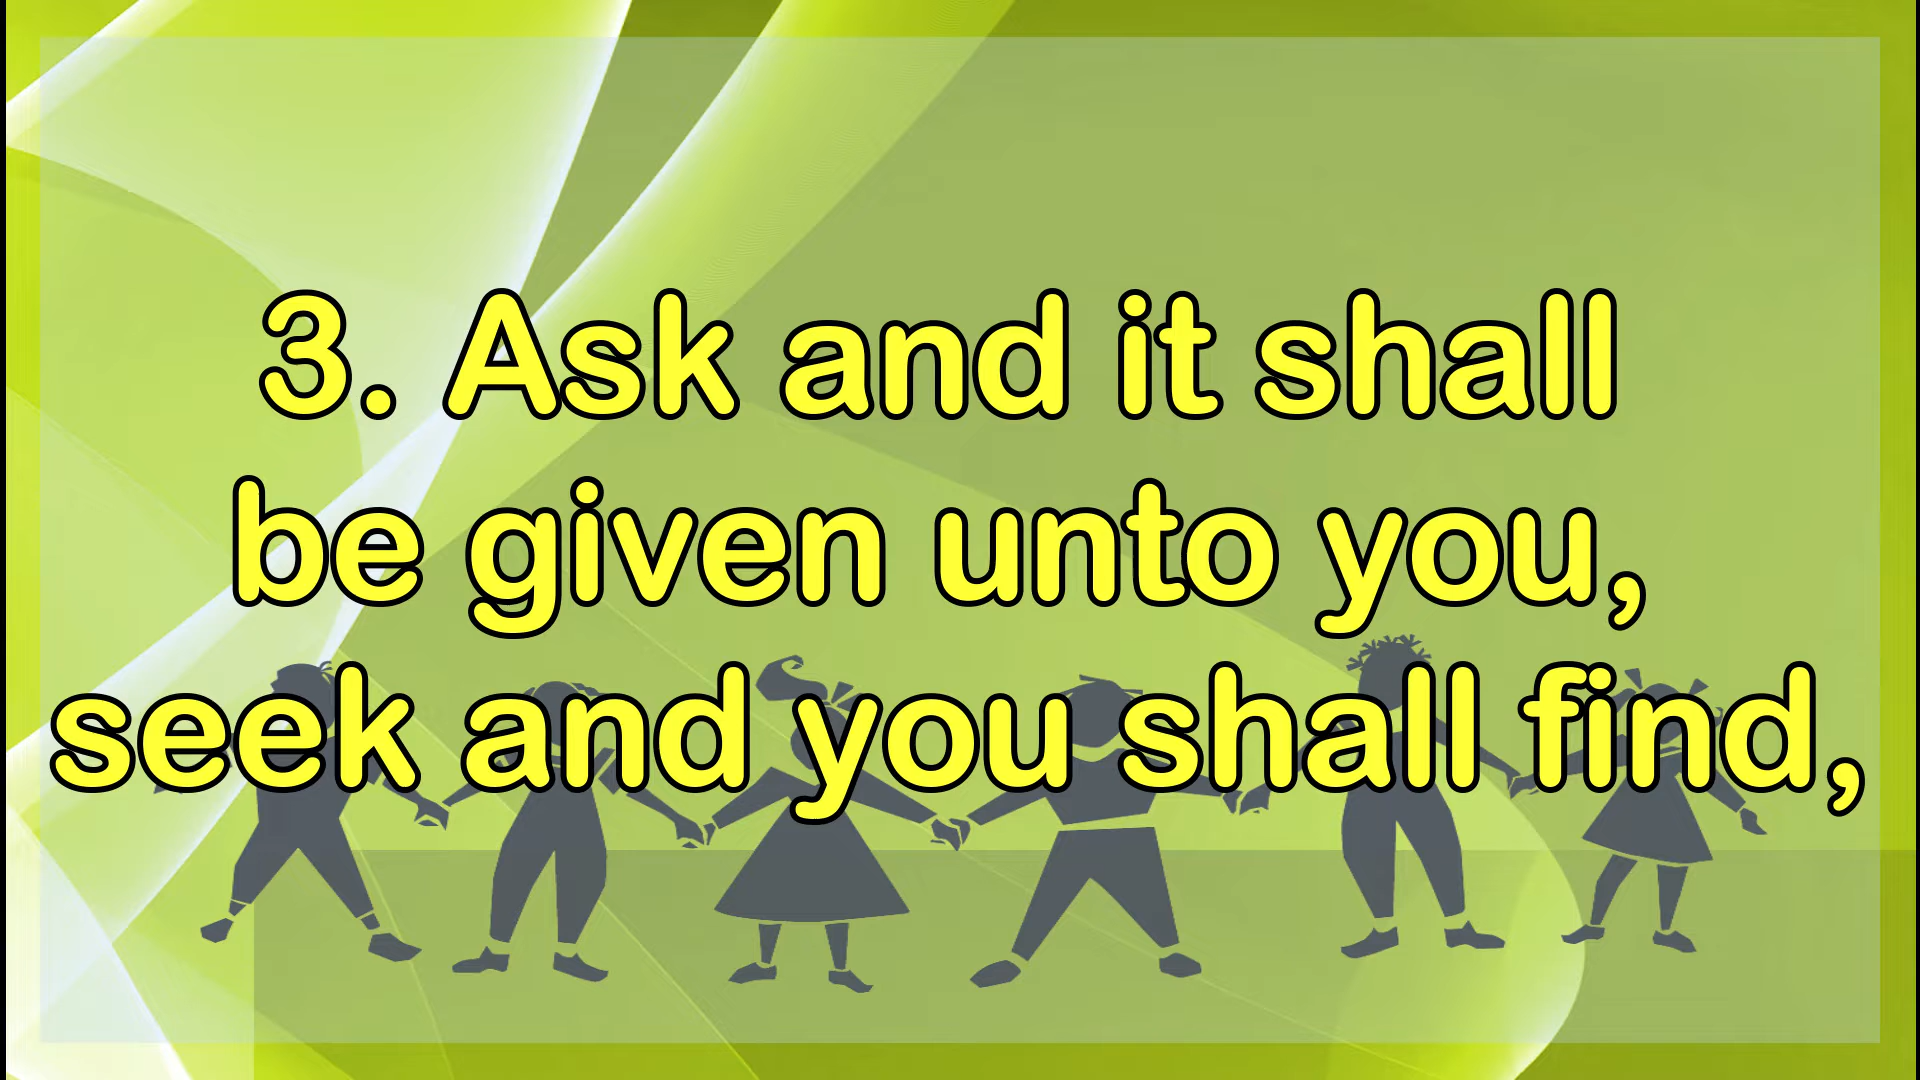 3. Ask and it shall
be given unto you,
seek and you shall find,